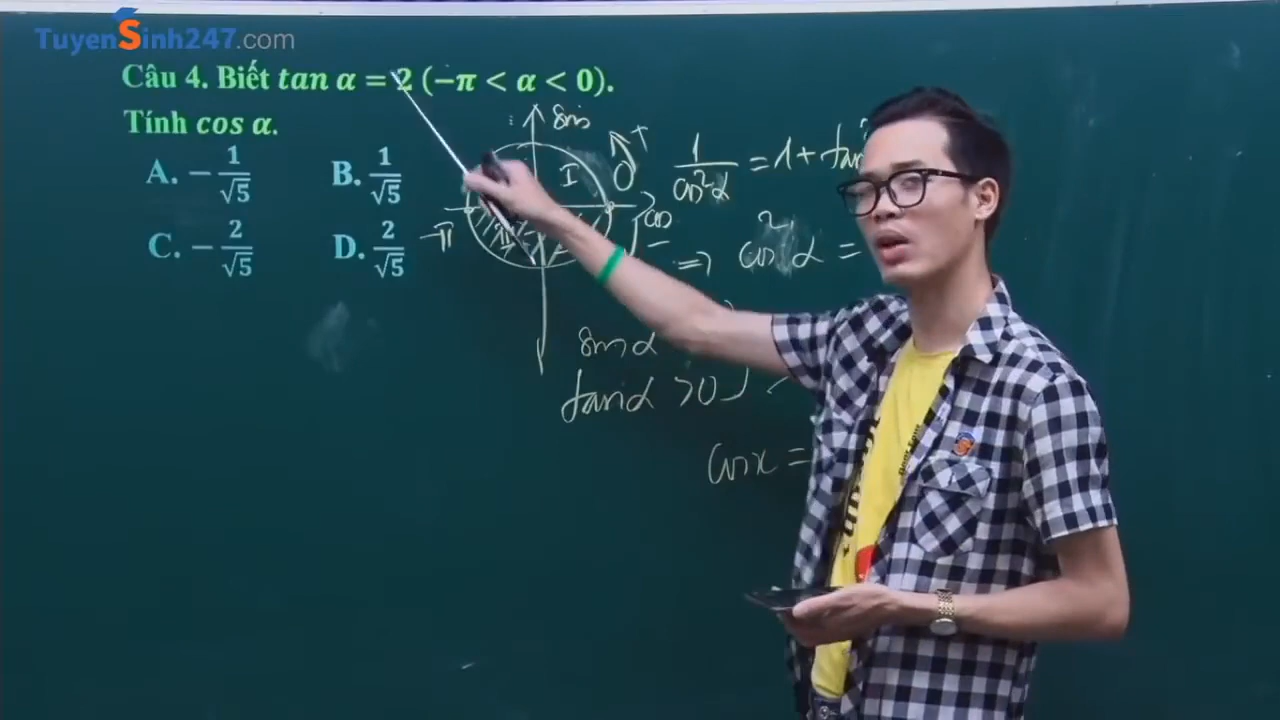 TuyenSinh247.com
Câu 4. Biết tan α = 2 (−π < α < 0).
Tính cos α.
A. −1/√5 B. 1/√5
C. −2/√5 D. 2/√5
sin
+
I
0
cos
−π
1/cos²α = 1 + tan
⇒ cos²α =
sin α
tan α > 0
cos x =